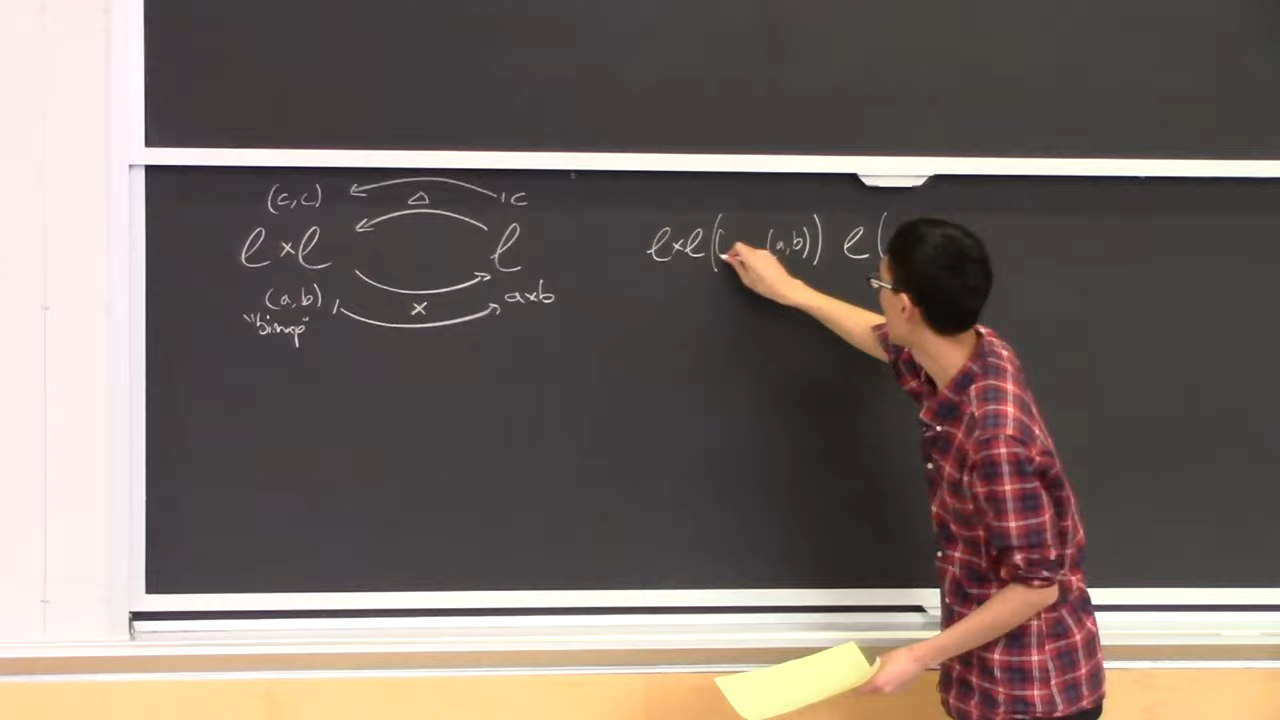 (c,c) Δ c
ℓ × ℓ ℓ
(a,b) × a×b
"binop"
ℓ×ℓ( (a,b)) ℓ(